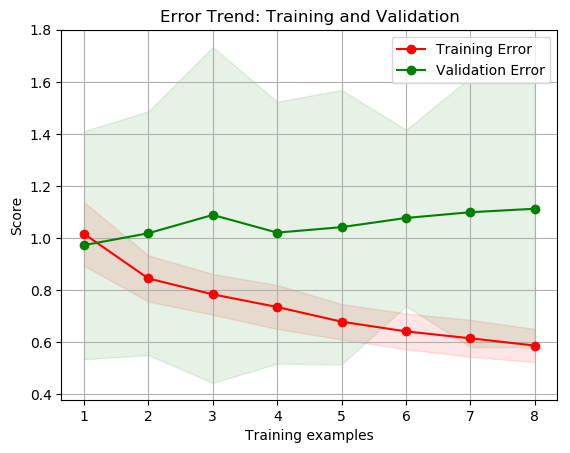 Error Trend: Training and Validation
Training Error
Validation Error
Score
1.8
1.6
1.4
1.2
1.0
0.8
0.6
0.4
1 2 3 4 5 6 7 8
Training examples